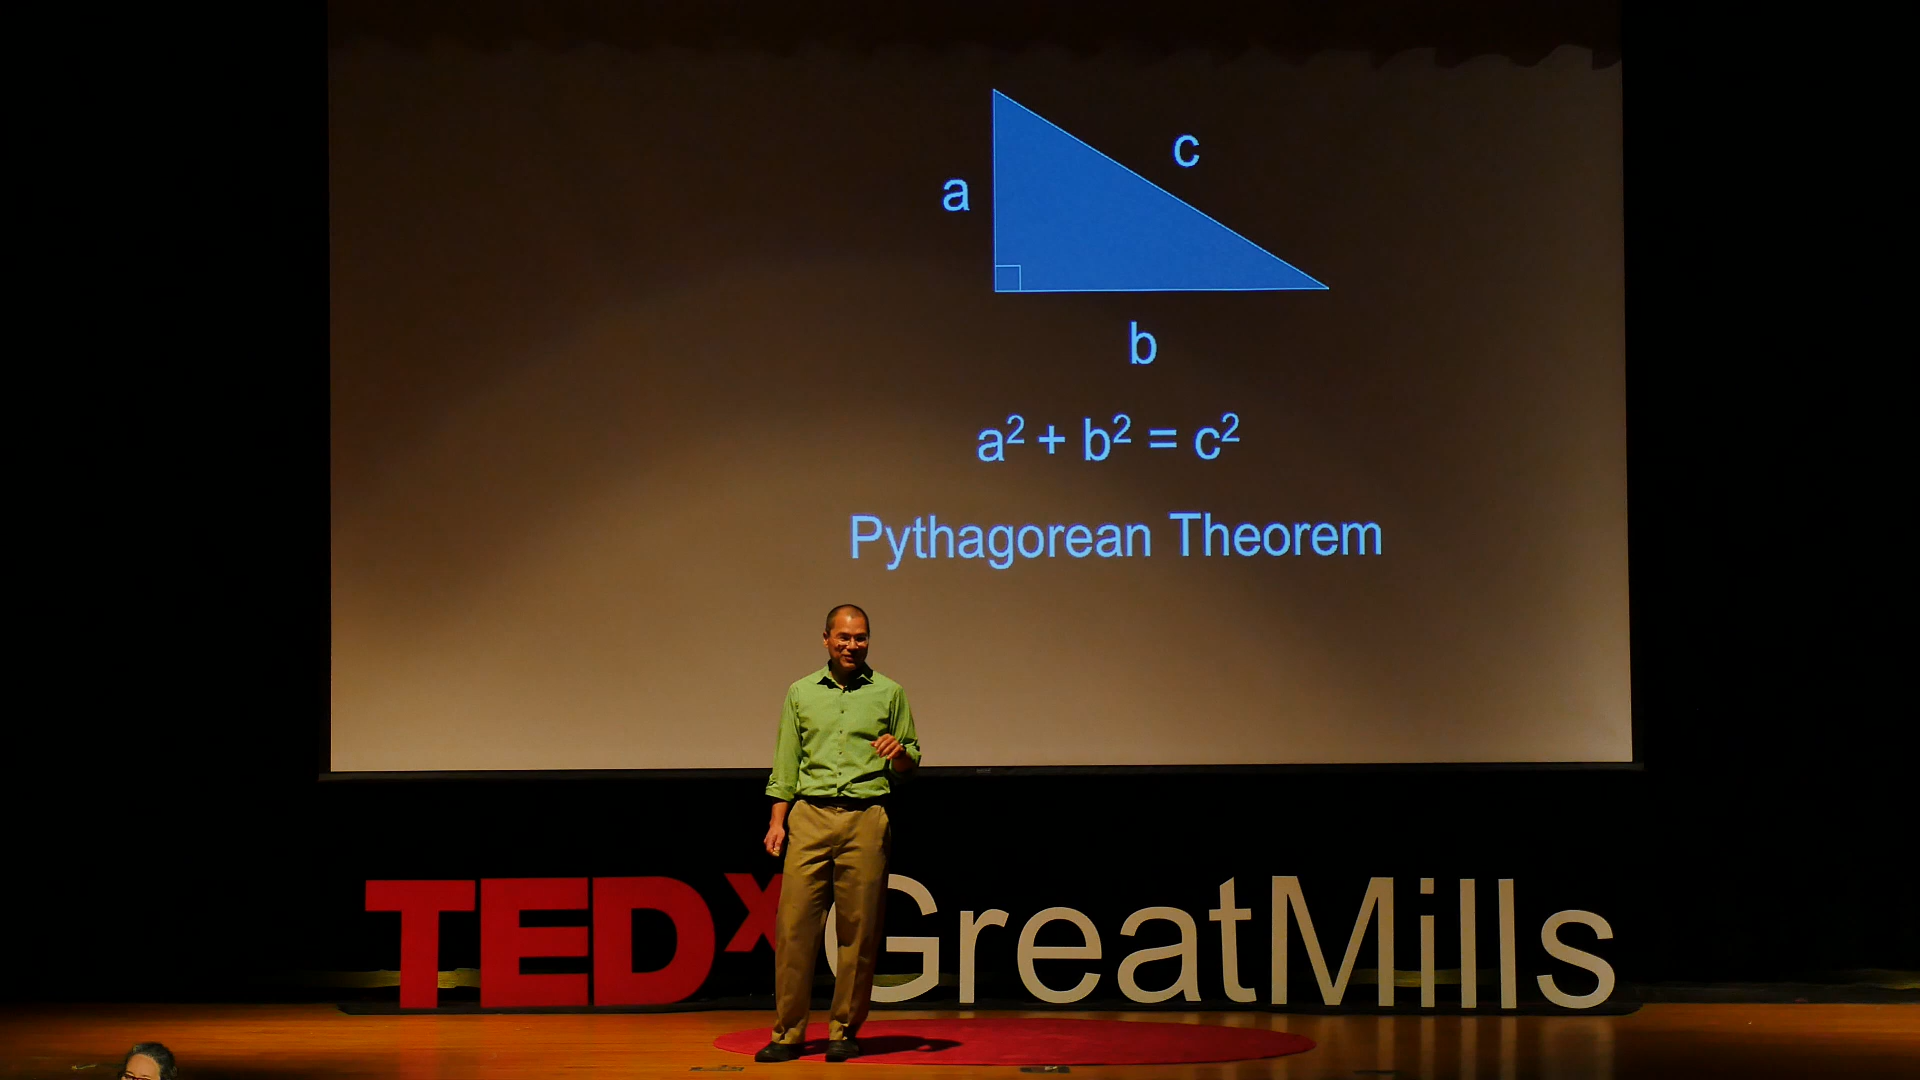 c
a
b
a² + b² = c²
Pythagorean Theorem
TEDxGreatMills